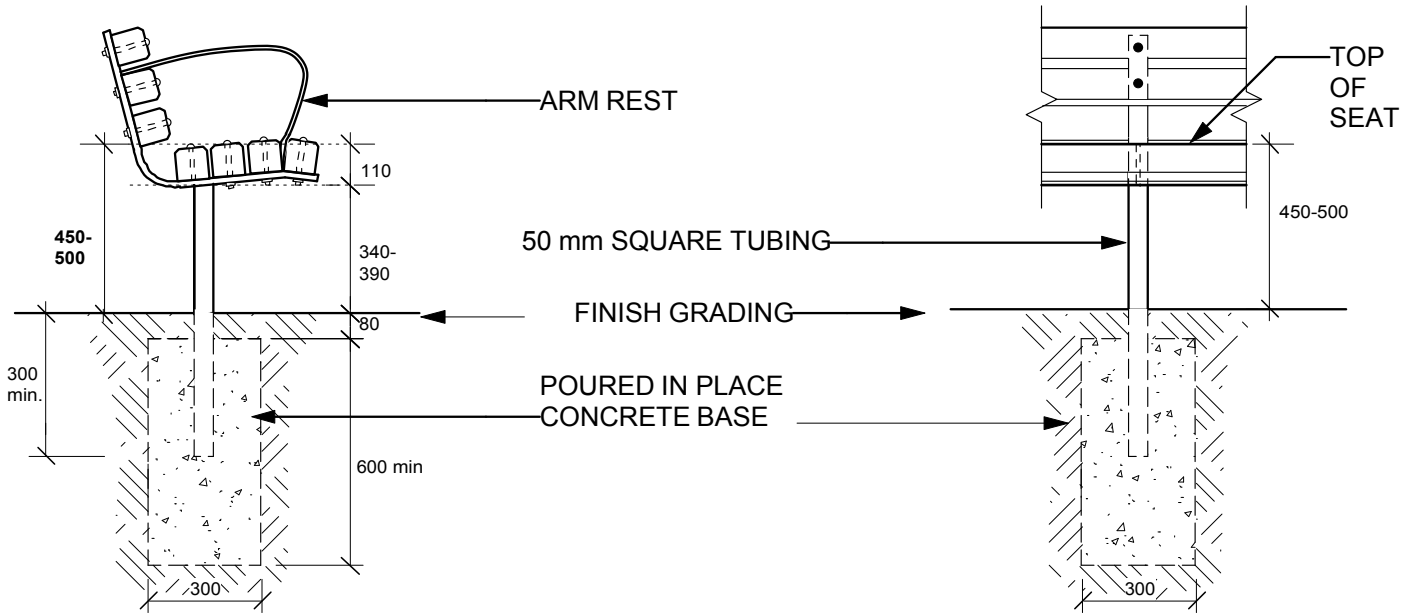 TOP
OF
SEAT
ARM REST
110
450-
500
340-
390
450-500
50 mm SQUARE TUBING
FINISH GRADING
80
300
min.
POURED IN PLACE
CONCRETE BASE
600 min
300
300